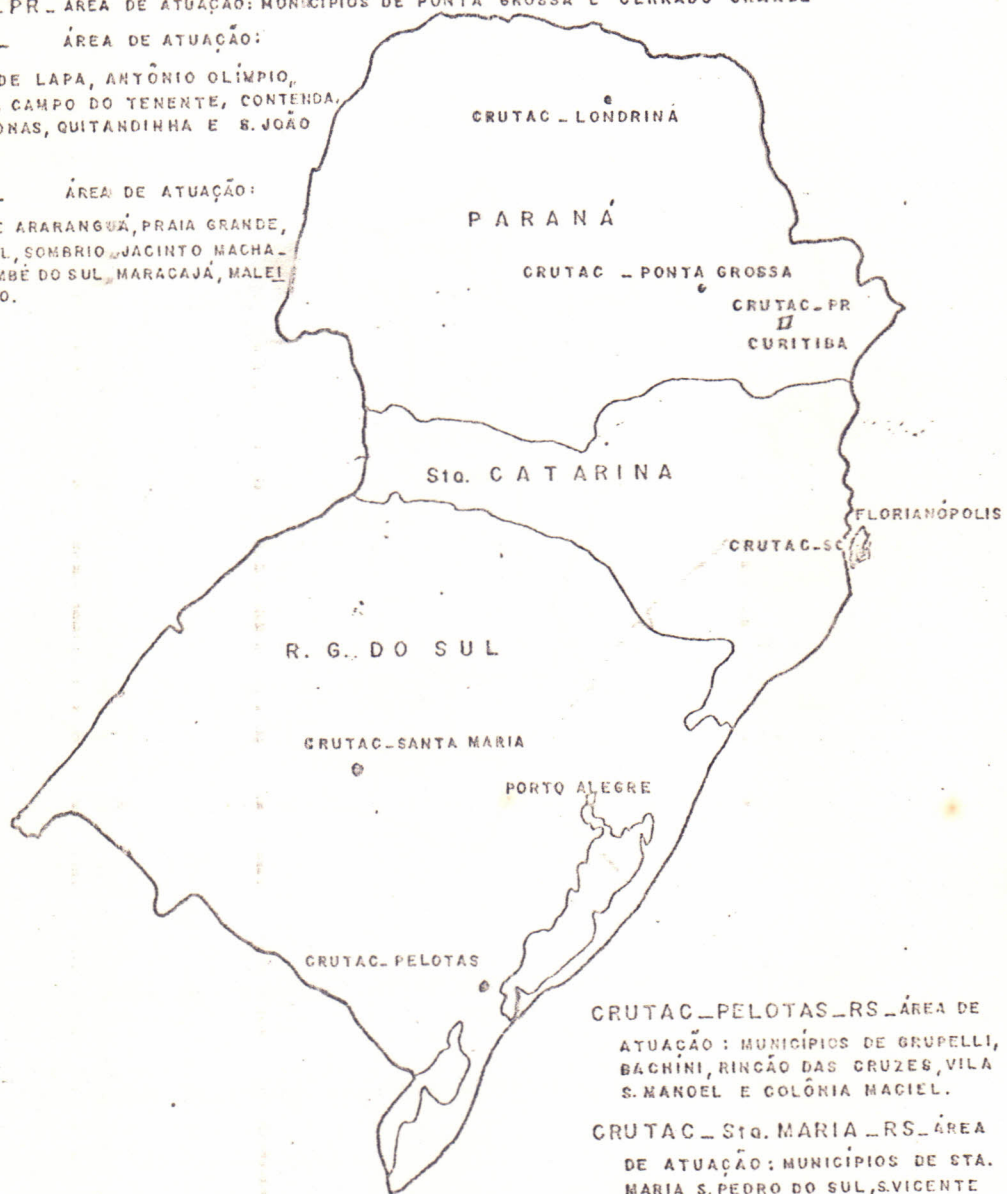 PR_ ÁREA DE ATUAÇÃO: MUNICÍPIOS DE PONTA GROSSA E CERRADO GRANDE
ÁREA DE ATUAÇÃO:
DE LAPA, ANTÔNIO OLÍMPIO,
CAMPO DO TENENTE, CONTENDA,
ONAS, QUITANDINHA E S. JOÃO
ÁREA DE ATUAÇÃO:
E ARARANGUÁ, PRAIA GRANDE,
L, SOMBRIO, JACINTO MACHA_
MBÉ DO SUL, MARACAJÁ, MALEI
O.
CRUTAC _ LONDRINÁ
PARANÁ
CRUTAC _ PONTA GROSSA
CRUTAC_PR
CURITIBA
Sta. CATARINA
FLORIANÓPOLIS
CRUTAC_SC
R. G. DO SUL
CRUTAC_SANTA MARIA
PORTO ALEGRE
CRUTAC_PELOTAS
CRUTAC_PELOTAS_RS_ÁREA DE
ATUAÇÃO: MUNICÍPIOS DE GRUPELLI,
BACHINI, RINCÃO DAS CRUZES, VILA
S. MANOEL E COLÔNIA MACIEL.
CRUTAC_Sta. MARIA_RS_ÁREA
DE ATUAÇÃO: MUNICÍPIOS DE STA.
MARIA S. PEDRO DO SUL, S. VICENTE